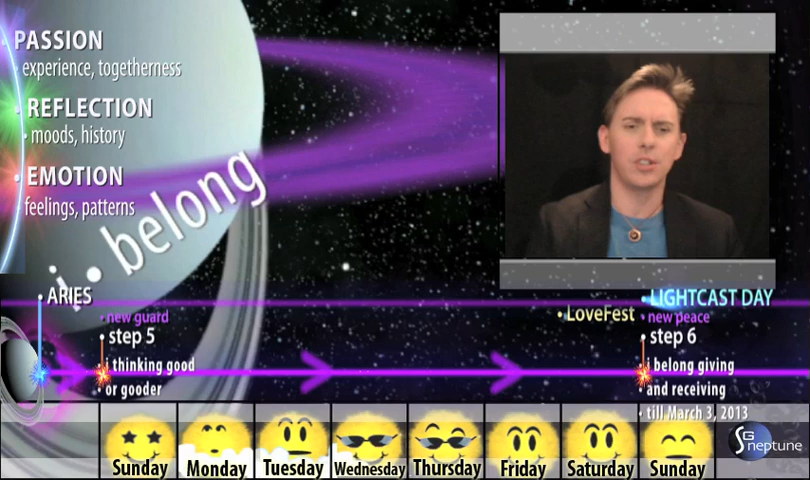 PASSION
experience, togetherness
• REFLECTION
• moods, history
• EMOTION
feelings, patterns
i • belong
• ARIES
• new guard
• step 5
• i thinking good
• or gooder
• LoveFest
• LIGHTCAST DAY
• new peace
• step 6
• i belong giving
• and receiving
• till March 3, 2013
Sunday
Monday
Tuesday
Wednesday
Thursday
Friday
Saturday
Sunday
SG neptune